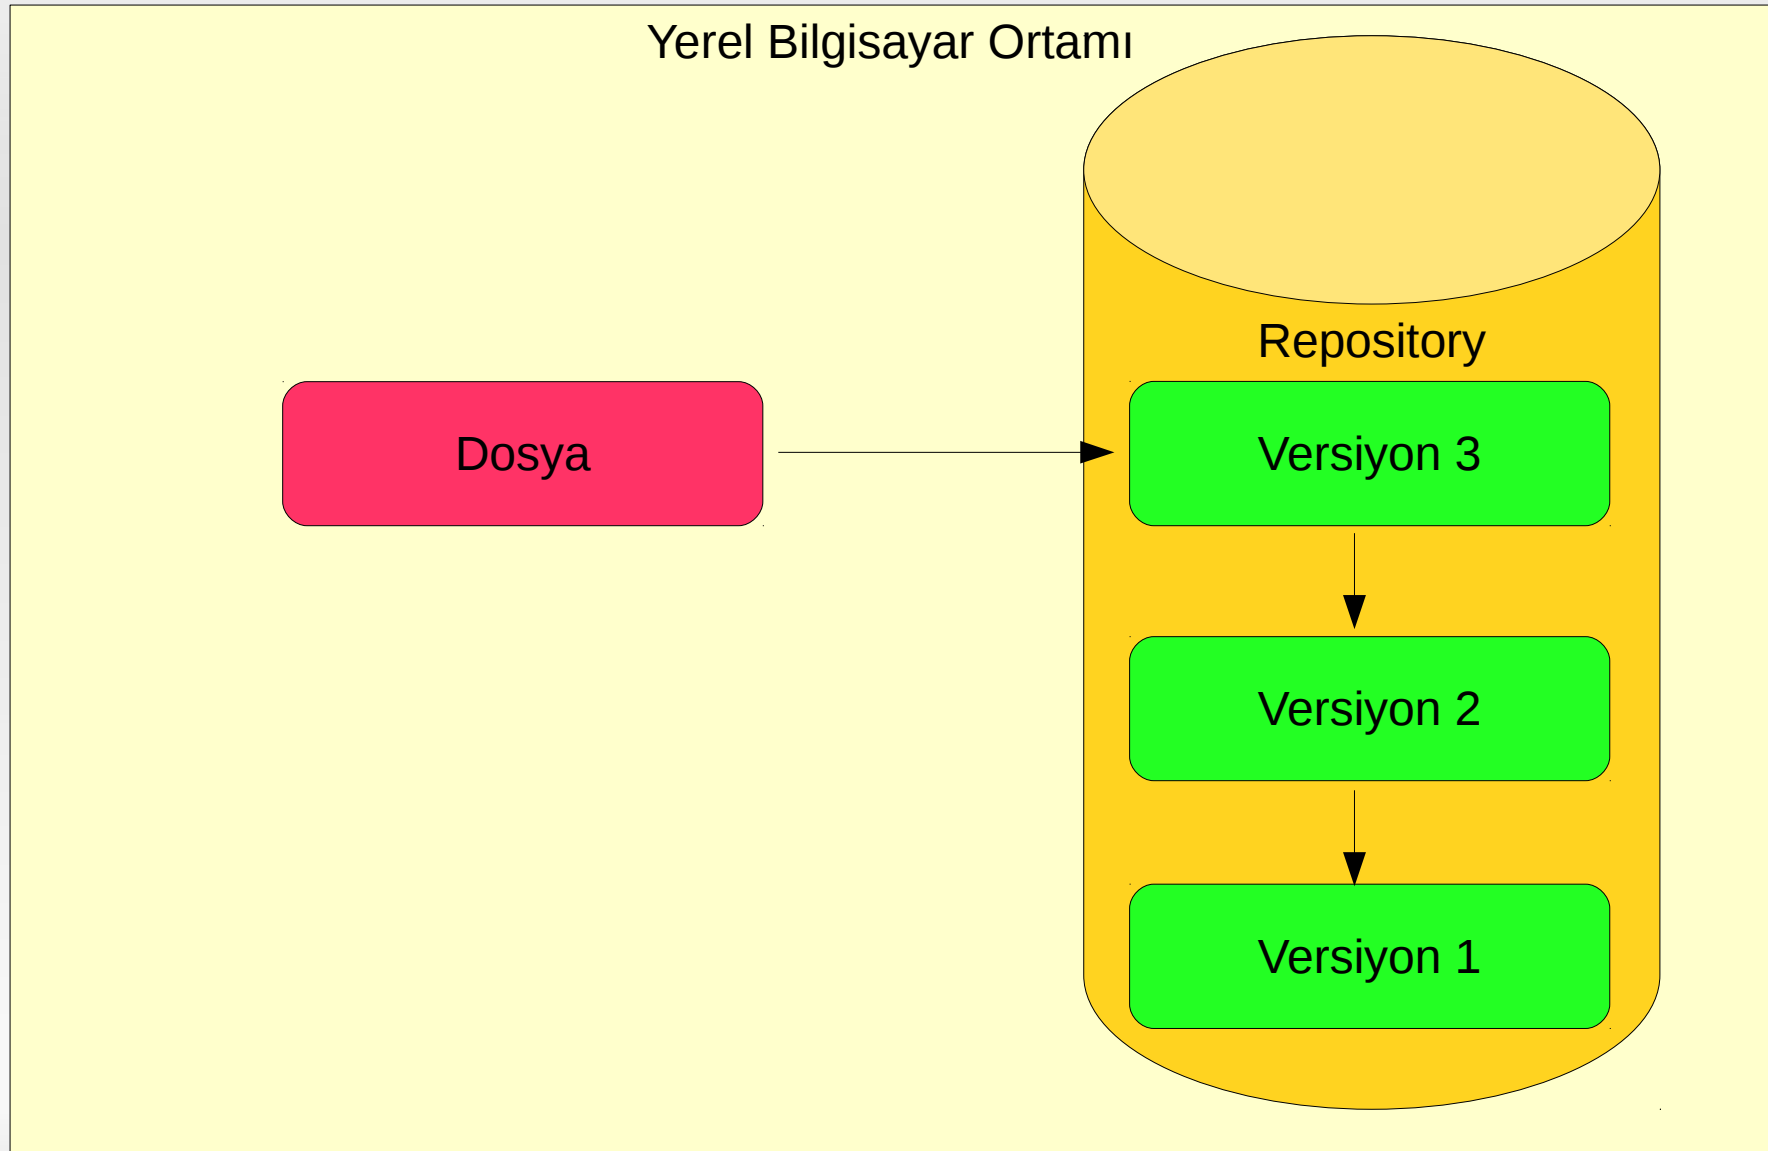 Yerel Bilgisayar Ortamı
Repository
Dosya
Versiyon 3
Versiyon 2
Versiyon 1